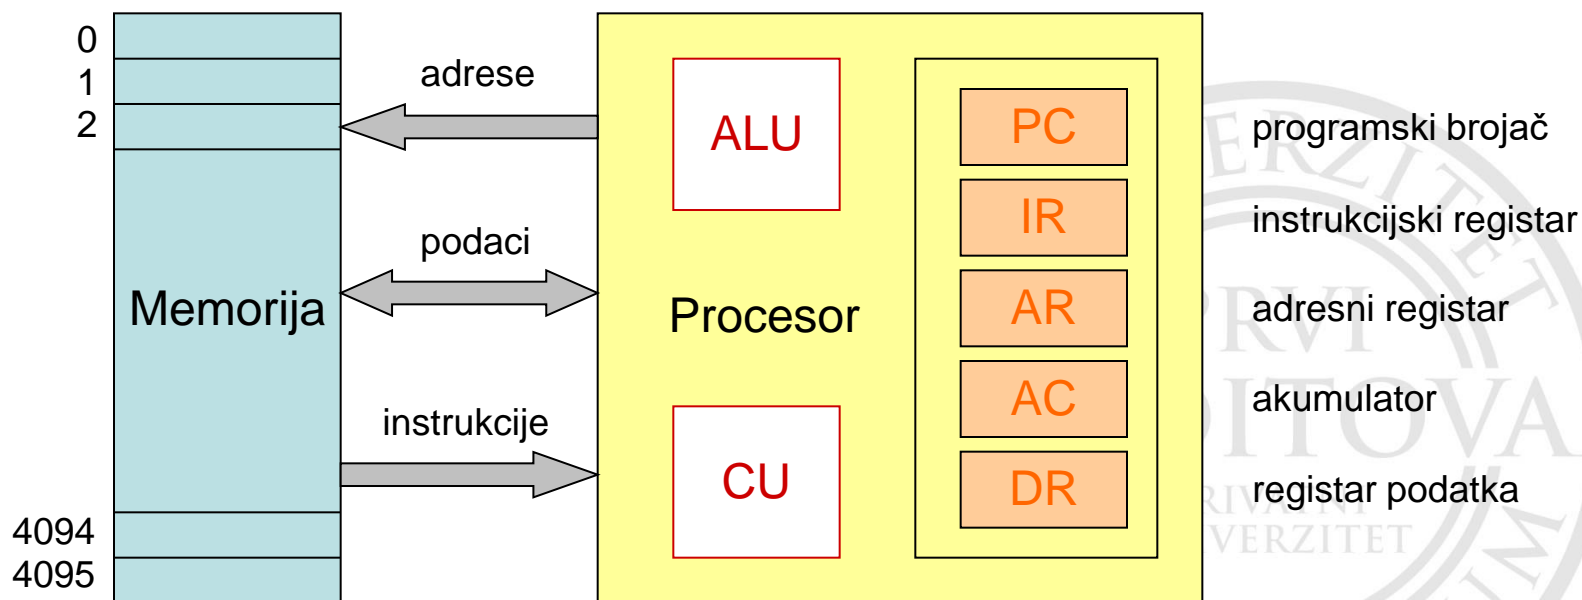 0
1
2
4094
4095
Memorija
adrese
podaci
instrukcije
Procesor
ALU
CU
PC
IR
AR
AC
DR
programski brojač
instrukcijski registar
adresni registar
akumulator
registar podatka